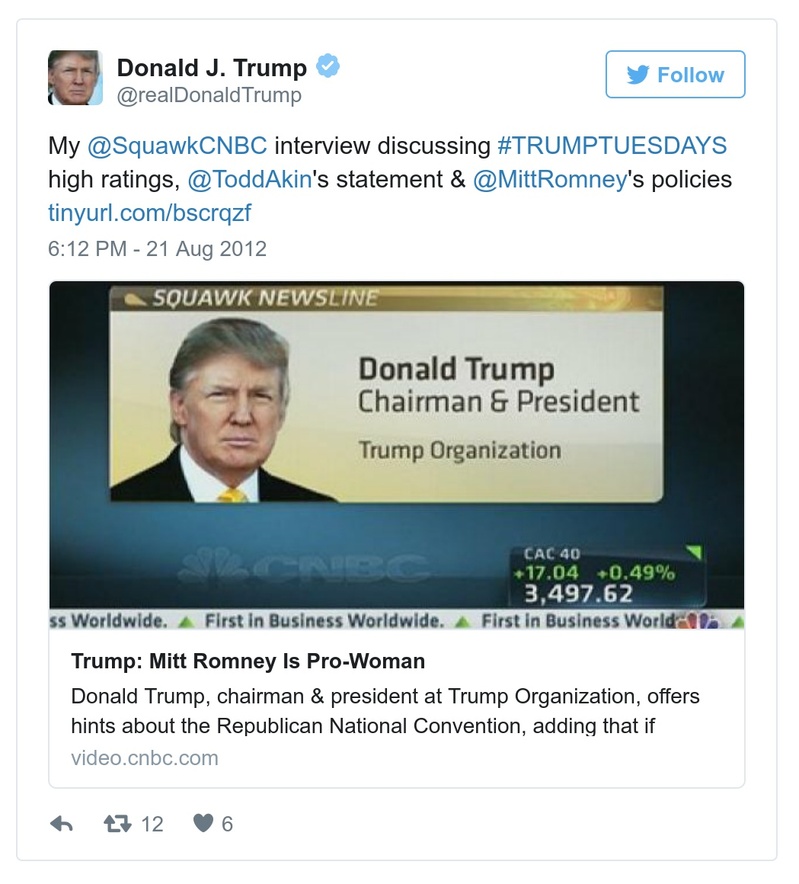 Donald J. Trump
@realDonaldTrump
Follow
My @SquawkCNBC interview discussing #TRUMPTUESDAYS
high ratings, @ToddAkin's statement & @MittRomney's policies
tinyurl.com/bscrqzf
6:12 PM - 21 Aug 2012
SQUAWK NEWSLINE
Donald Trump
Chairman & President
Trump Organization
CNBC
CAC 40
+17.04 +0.49%
3,497.62
ss Worldwide. First in Business Worldwide. First in Business World
Trump: Mitt Romney Is Pro-Woman
Donald Trump, chairman & president at Trump Organization, offers
hints about the Republican National Convention, adding that if
video.cnbc.com
12 6